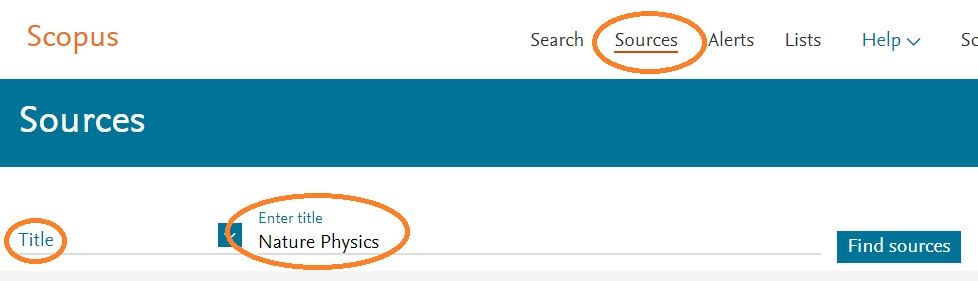 Scopus
Search Sources Alerts Lists Help
Sources
Enter title
Title Nature Physics
Find sources